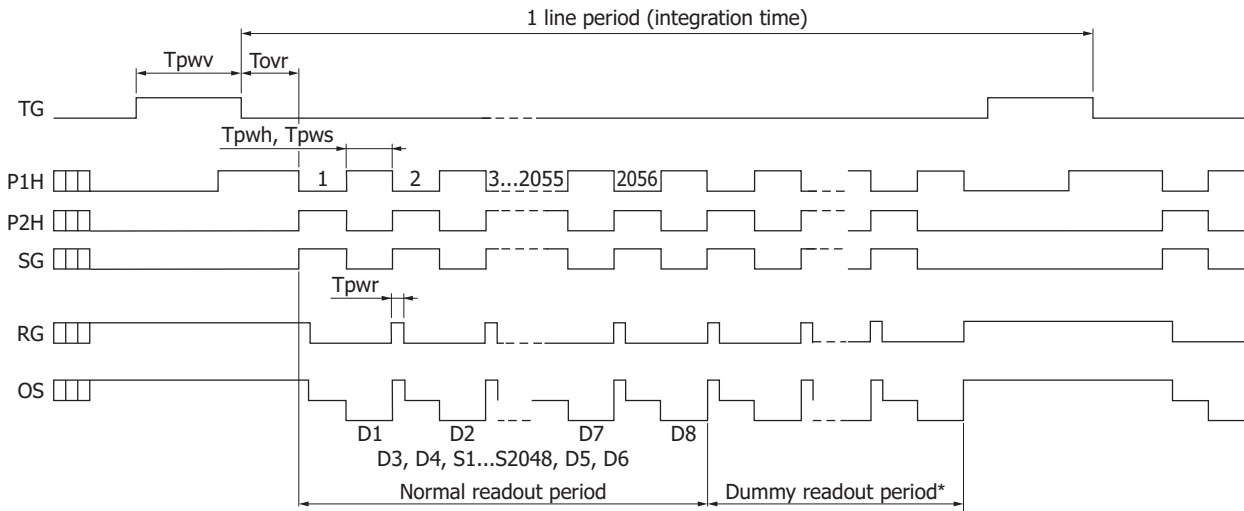 1 line period (integration time)
Tpwv
Tovr
TG
Tpwh, Tpws
P1H
1
2
3...2055
2056
P2H
SG
Tpwr
RG
OS
D1
D2
D7
D8
D3, D4, S1...S2048, D5, D6
Normal readout period
Dummy readout period*